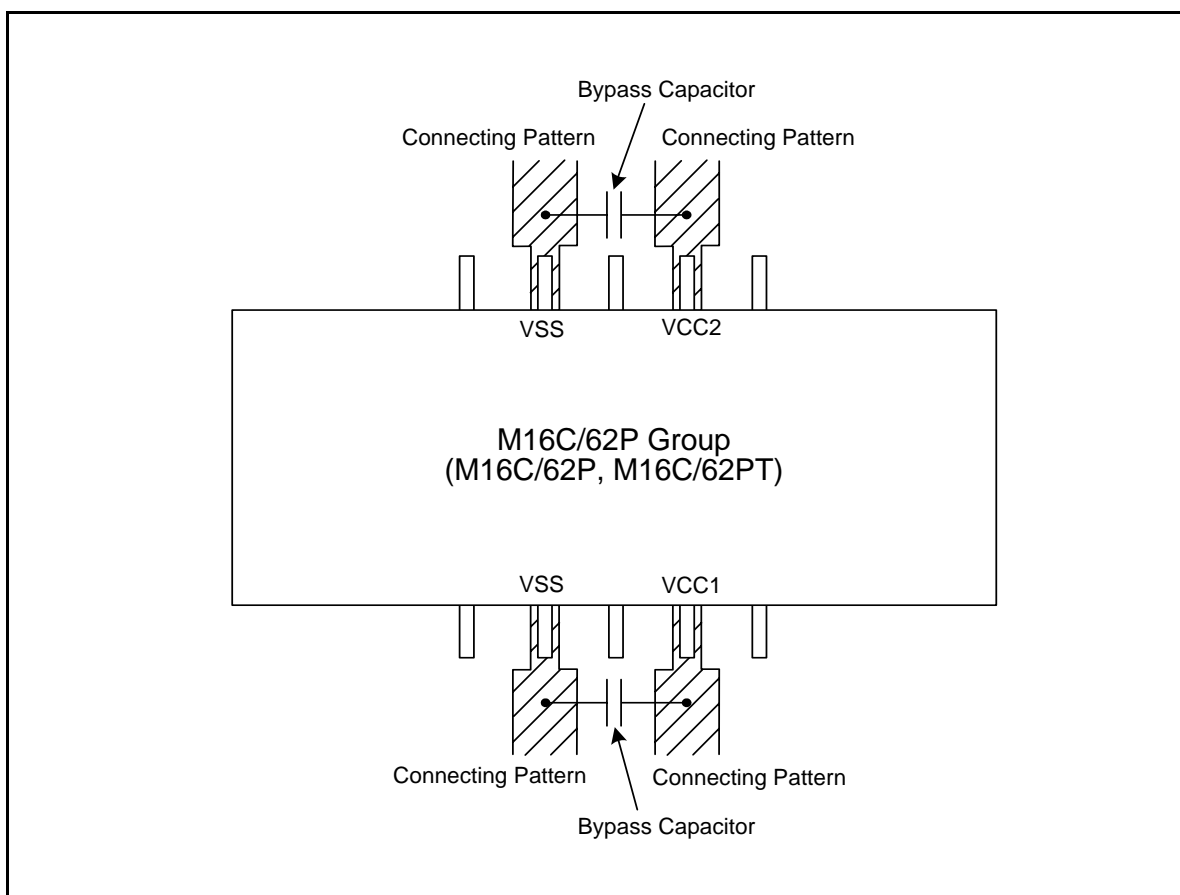 Bypass Capacitor
Connecting Pattern
Connecting Pattern
VSS
VCC2
M16C/62P Group
(M16C/62P, M16C/62PT)
VSS
VCC1
Connecting Pattern
Connecting Pattern
Bypass Capacitor